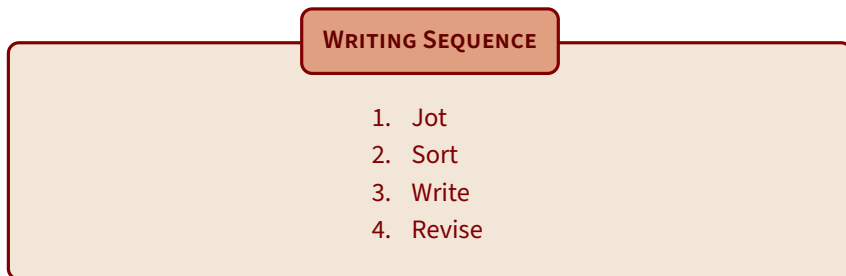 Writing Sequence
1. Jot
2. Sort
3. Write
4. Revise